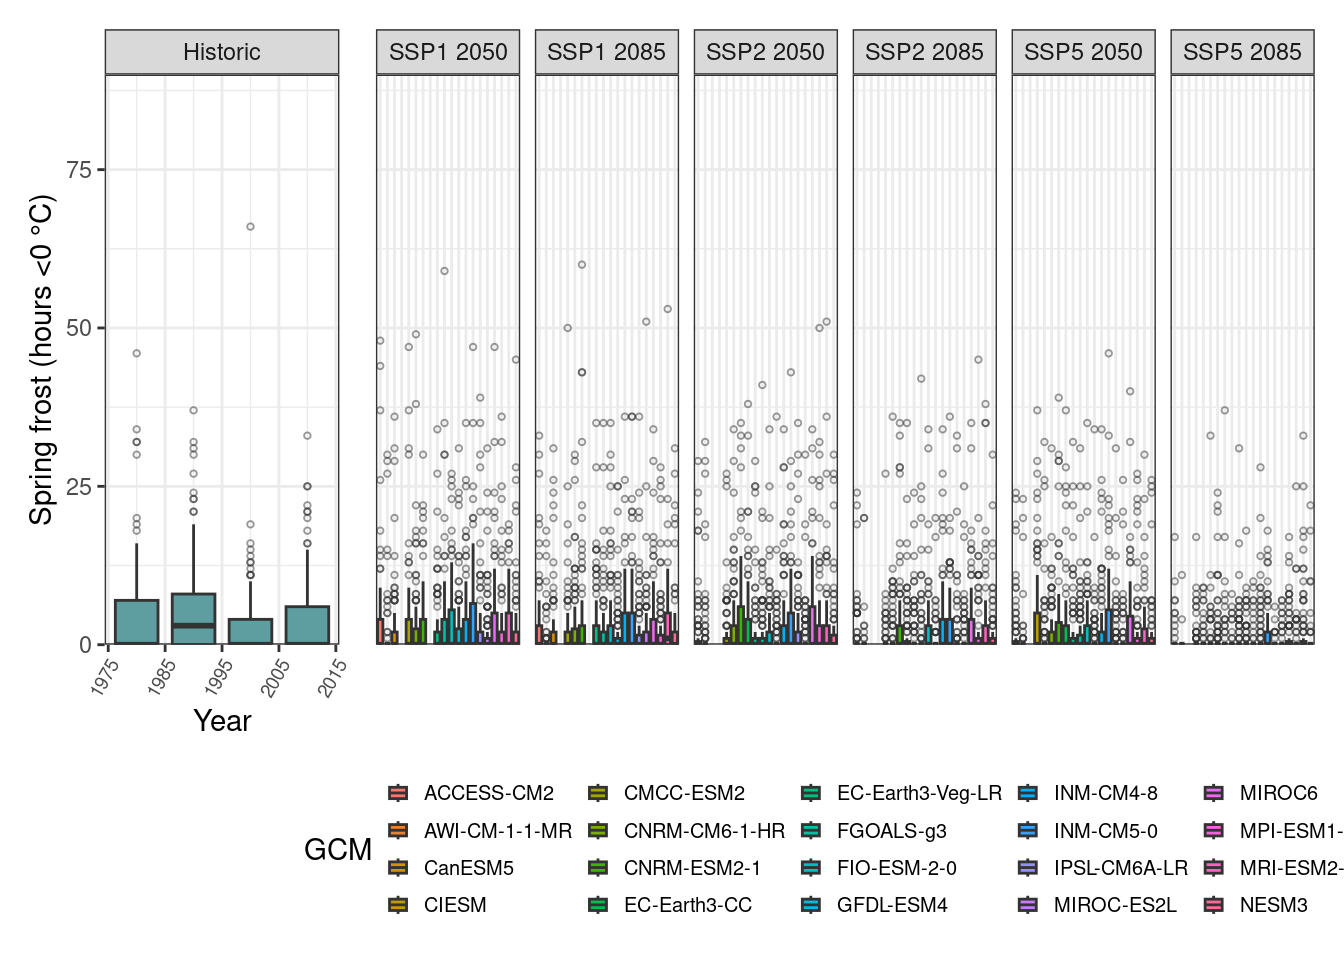 Historic SSP1 2050 SSP1 2085 SSP2 2050 SSP2 2085 SSP5 2050 SSP5 2085
Spring frost (hours <0 °C)
75
50
25
0
1975 1985 1995 2005 2015
Year
GCM
ACCESS-CM2 CMCC-ESM2 EC-Earth3-Veg-LR INM-CM4-8 MIROC6
AWI-CM-1-1-MR CNRM-CM6-1-HR FGOALS-g3 INM-CM5-0 MPI-ESM1-
CanESM5 CNRM-ESM2-1 FIO-ESM-2-0 IPSL-CM6A-LR MRI-ESM2-
CIESM EC-Earth3-CC GFDL-ESM4 MIROC-ES2L NESM3